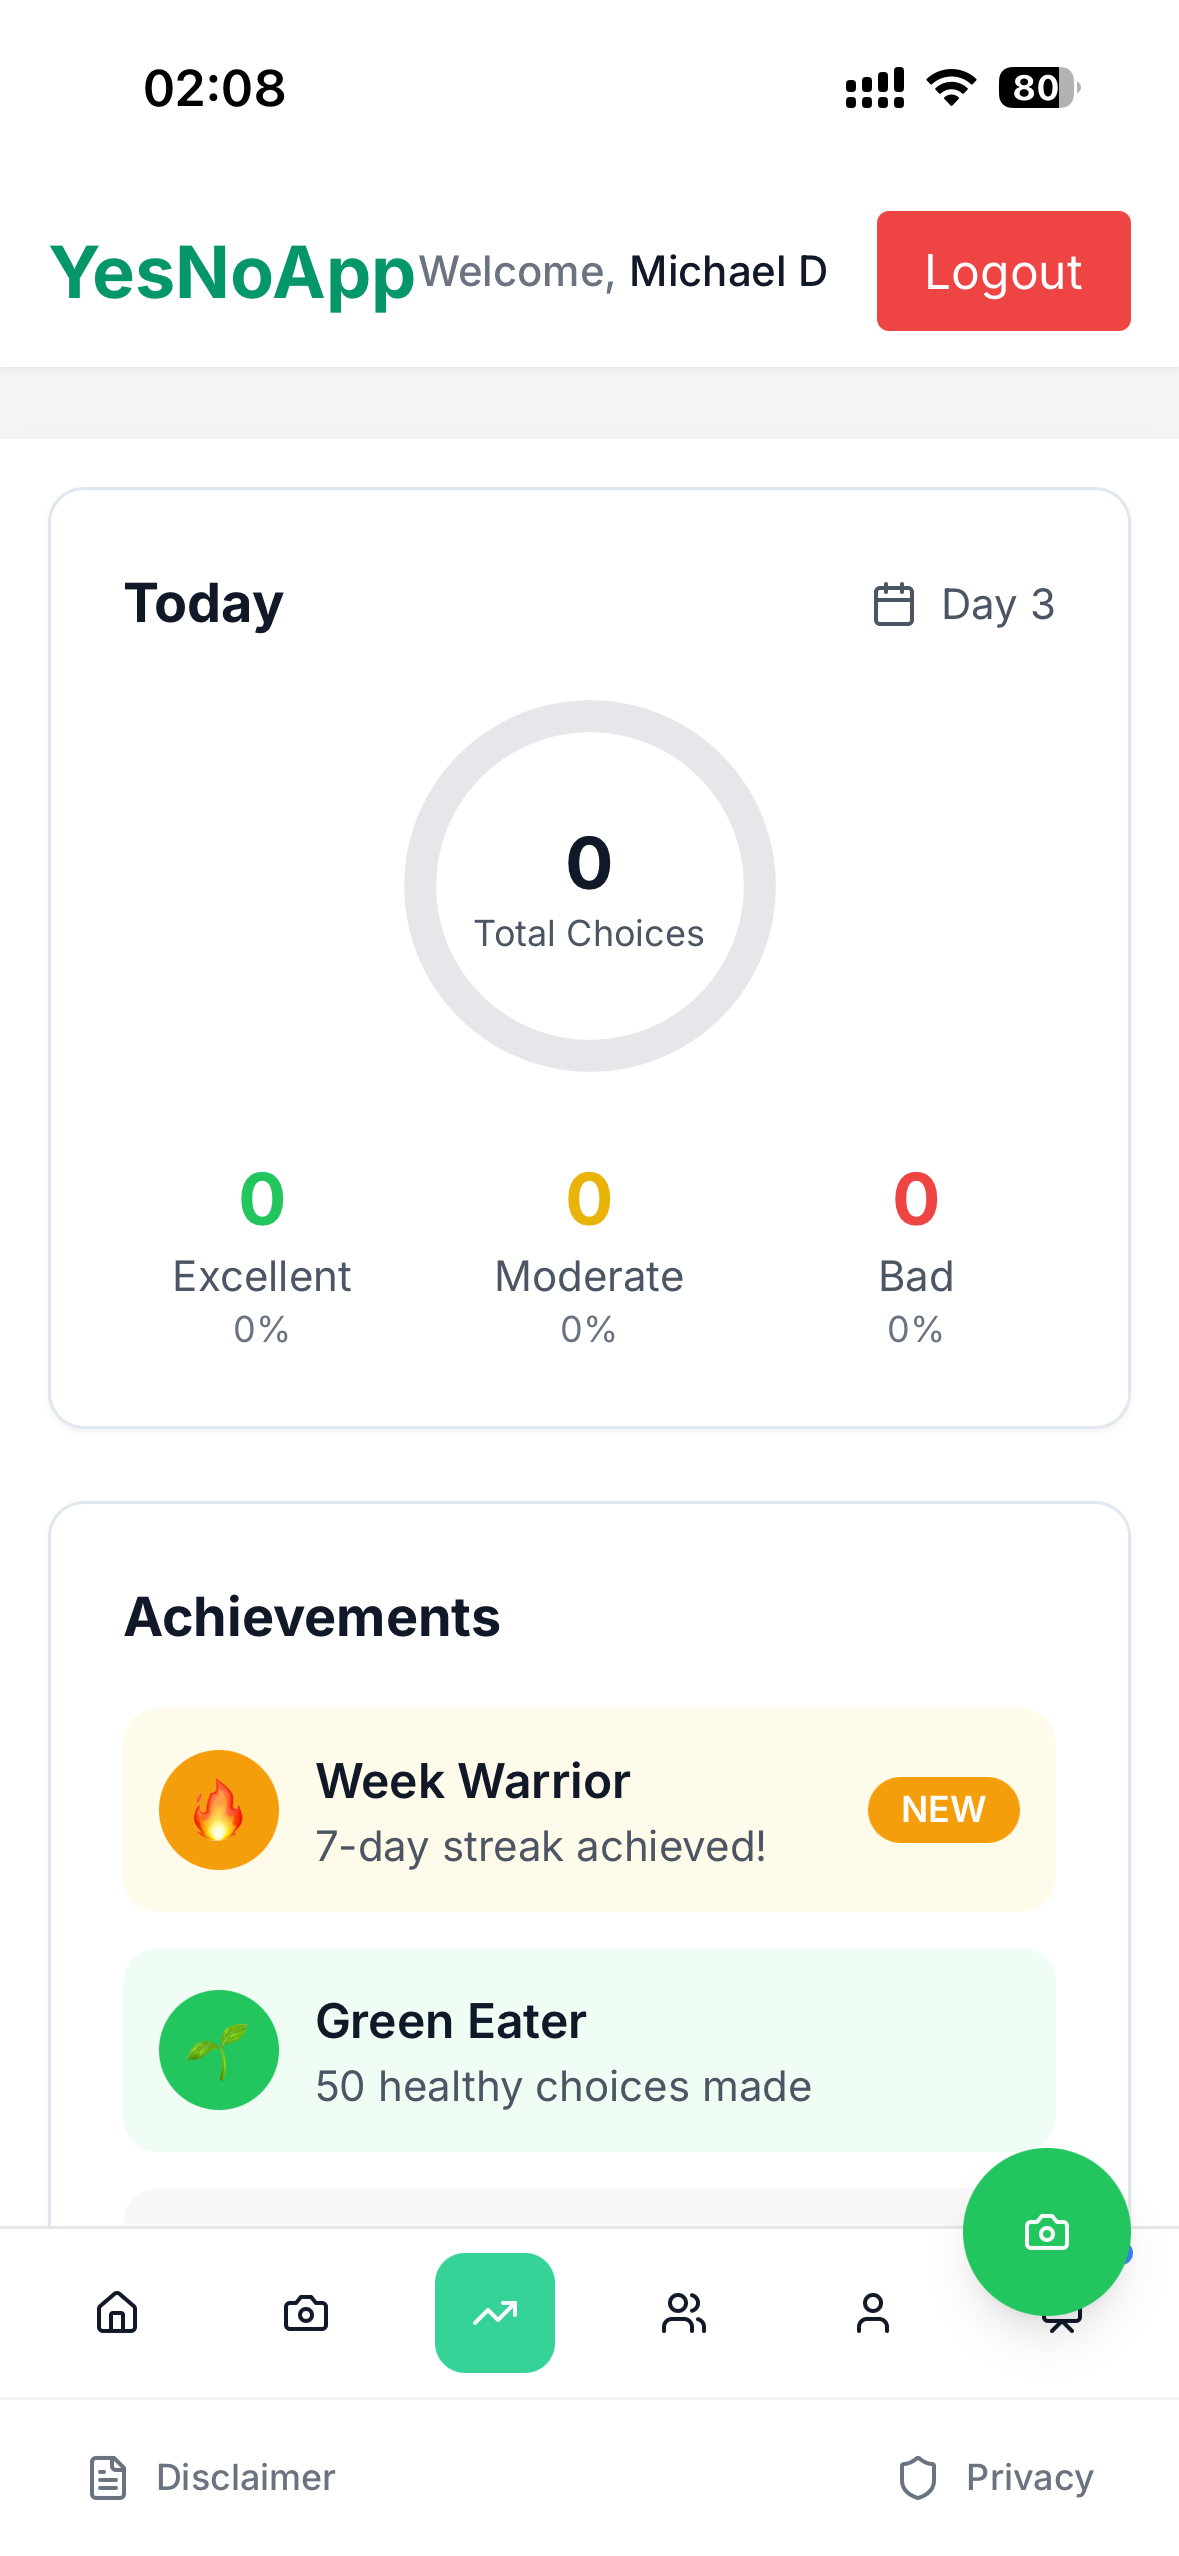 02:08
80
YesNoApp Welcome, Michael D Logout
Today
Day 3
0
Total Choices
0 0 0
Excellent Moderate Bad
0% 0% 0%
Achievements
Week Warrior
7-day streak achieved!
NEW
Green Eater
50 healthy choices made
Disclaimer Privacy